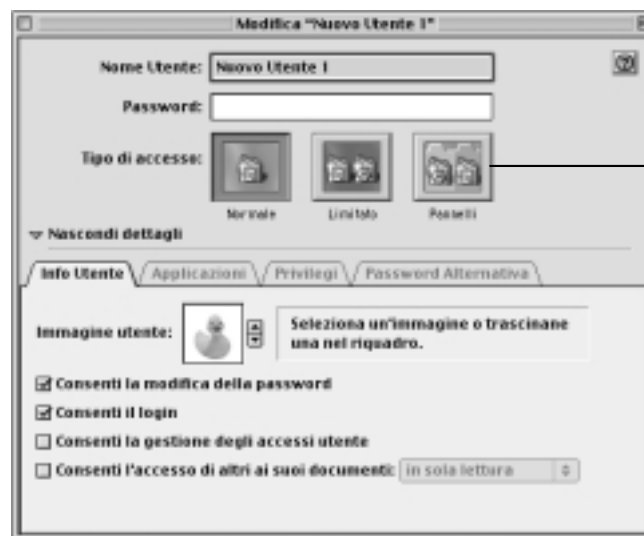 Modifica "Nuovo Utente 1"
Nome Utente: Nuovo Utente 1
Password:
Tipo di accesso:
Normale Limitato Pannelli
Nascondi dettagli
Info Utente Applicazioni Privilegi Password Alternativa
Immagine utente: Seleziona un'immagine o trascinane
una nel riquadro.
Consenti la modifica della password
Consenti il login
Consenti la gestione degli accessi utente
Consenti l'accesso di altri ai suoi documenti: in sola lettura